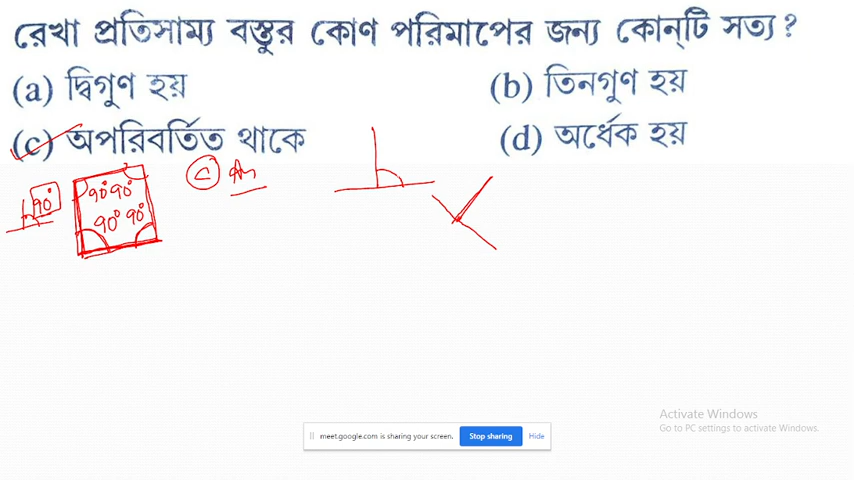 রেখা প্রতিসাম্য বস্তুর কোণ পরিমাপের জন্য কোন্‌টি সত্য?
(a) দ্বিগুণ হয় (b) তিনগুণ হয়
(c) অপরিবর্তিত থাকে (d) অর্ধেক হয়
c Ans
90° 90° 90°
90° 90°
Activate Windows
Go to PC settings to activate Windows.
meet.google.com is sharing your screen. Stop sharing Hide